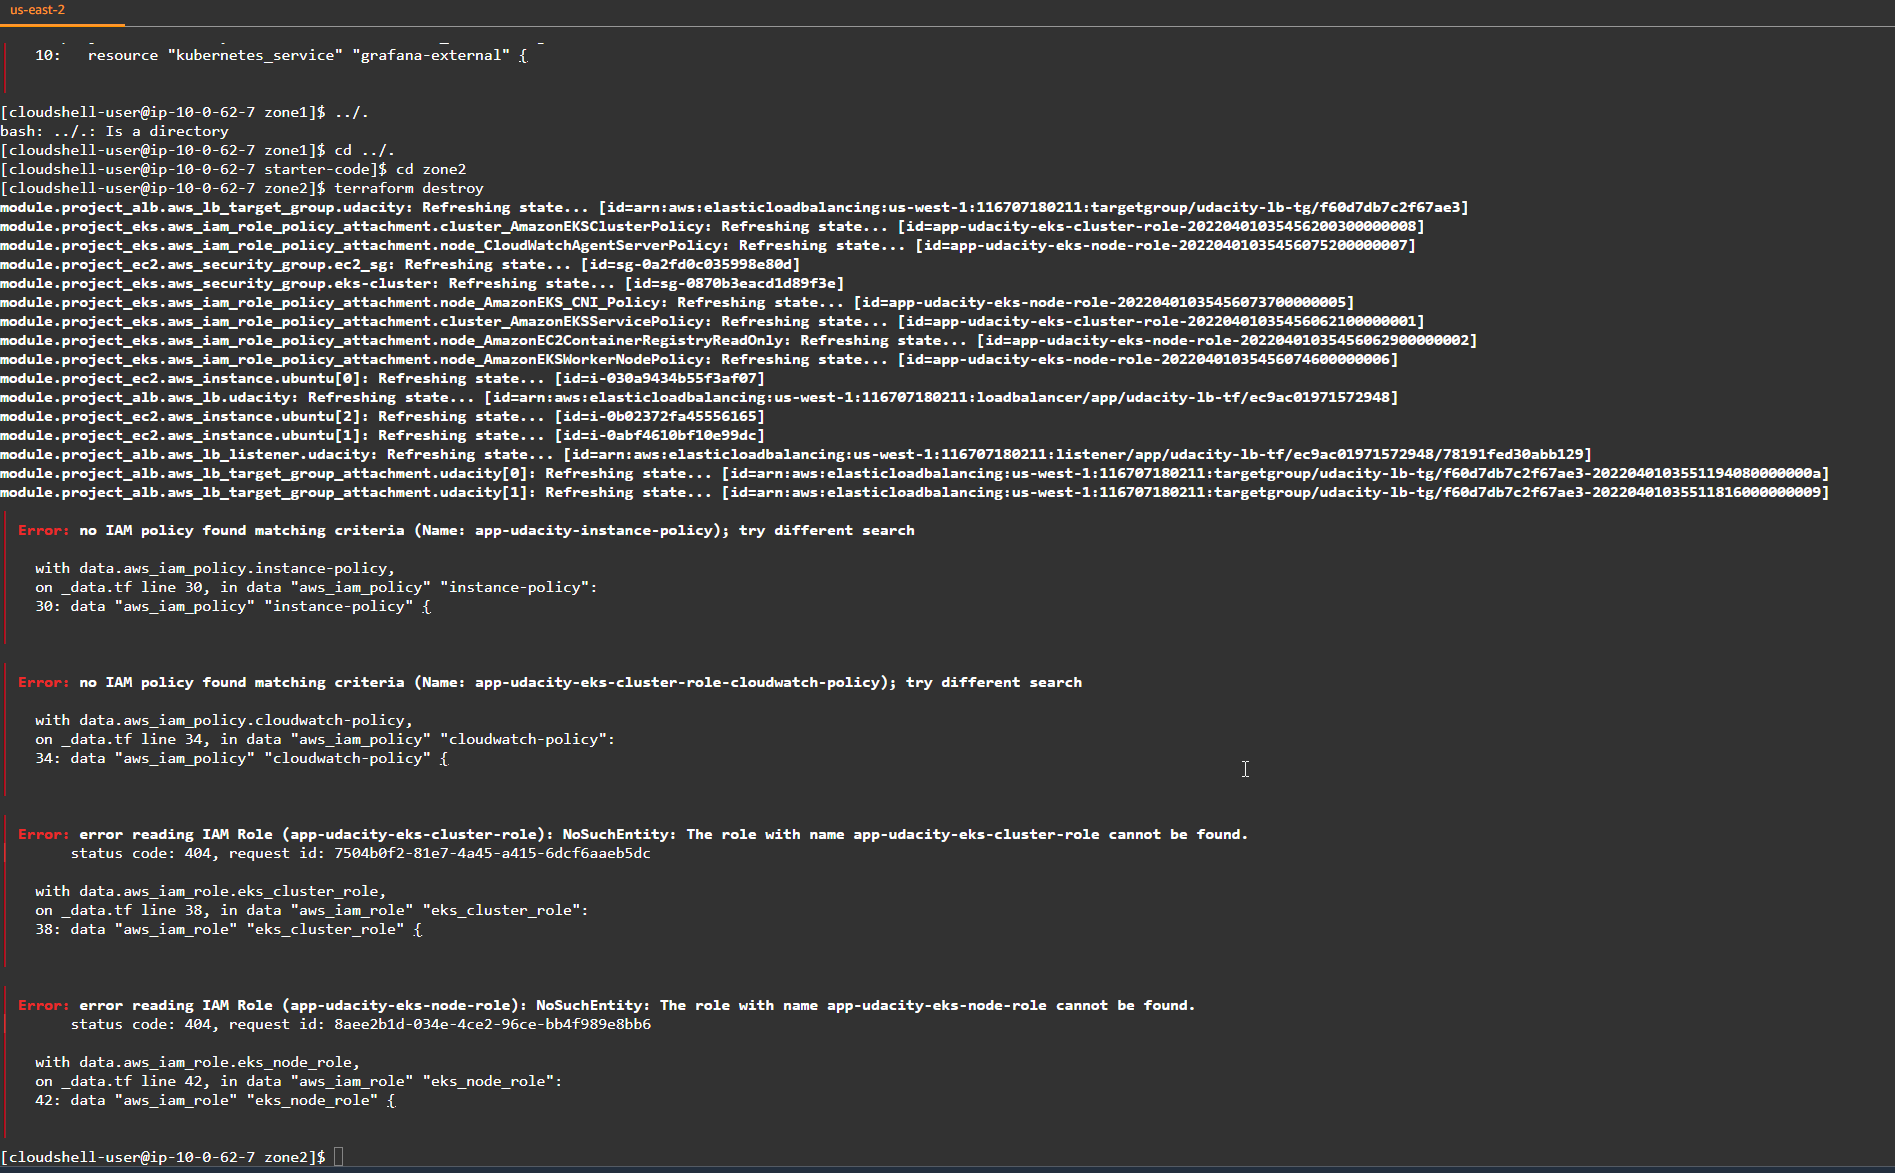 us-east-2
10:   resource "kubernetes_service" "grafana-external" {
[cloudshell-user@ip-10-0-62-7 zone1]$ ../.
bash: ../.: Is a directory
[cloudshell-user@ip-10-0-62-7 zone1]$ cd ../.
[cloudshell-user@ip-10-0-62-7 starter-code]$ cd zone2
[cloudshell-user@ip-10-0-62-7 zone2]$ terraform destroy
module.project_alb.aws_lb_target_group.udacity: Refreshing state... [id=arn:aws:elasticloadbalancing:us-west-1:116707180211:targetgroup/udacity-lb-tg/f60d7db7c2f67ae3]
module.project_eks.aws_iam_role_policy_attachment.cluster_AmazonEKSClusterPolicy: Refreshing state... [id=app-udacity-eks-cluster-role-20220401035456200300000008]
module.project_eks.aws_iam_role_policy_attachment.node_CloudWatchAgentServerPolicy: Refreshing state... [id=app-udacity-eks-node-role-20220401035456075200000007]
module.project_ec2.aws_security_group.ec2_sg: Refreshing state... [id=sg-0a2fd0c035998e80d]
module.project_eks.aws_security_group.eks-cluster: Refreshing state... [id=sg-0870b3eacd1d89f3e]
module.project_eks.aws_iam_role_policy_attachment.node_AmazonEKS_CNI_Policy: Refreshing state... [id=app-udacity-eks-node-role-20220401035456073700000005]
module.project_eks.aws_iam_role_policy_attachment.cluster_AmazonEKSServicePolicy: Refreshing state... [id=app-udacity-eks-cluster-role-20220401035456062100000001]
module.project_eks.aws_iam_role_policy_attachment.node_AmazonEC2ContainerRegistryReadOnly: Refreshing state... [id=app-udacity-eks-node-role-20220401035456062900000002]
module.project_eks.aws_iam_role_policy_attachment.node_AmazonEKSWorkerNodePolicy: Refreshing state... [id=app-udacity-eks-node-role-20220401035456074600000006]
module.project_ec2.aws_instance.ubuntu[0]: Refreshing state... [id=i-030a9434b55f3af07]
module.project_alb.aws_lb.udacity: Refreshing state... [id=arn:aws:elasticloadbalancing:us-west-1:116707180211:loadbalancer/app/udacity-lb-tf/ec9ac01971572948]
module.project_ec2.aws_instance.ubuntu[2]: Refreshing state... [id=i-0b02372fa45556165]
module.project_ec2.aws_instance.ubuntu[1]: Refreshing state... [id=i-0abf4610bf10e99dc]
module.project_alb.aws_lb_listener.udacity: Refreshing state... [id=arn:aws:elasticloadbalancing:us-west-1:116707180211:listener/app/udacity-lb-tf/ec9ac01971572948/78191fed30abb129]
module.project_alb.aws_lb_target_group_attachment.udacity[0]: Refreshing state... [id=arn:aws:elasticloadbalancing:us-west-1:116707180211:targetgroup/udacity-lb-tg/f60d7db7c2f67ae3-2022040103551194080000000a]
module.project_alb.aws_lb_target_group_attachment.udacity[1]: Refreshing state... [id=arn:aws:elasticloadbalancing:us-west-1:116707180211:targetgroup/udacity-lb-tg/f60d7db7c2f67ae3-20220401035511816000000009]
Error: no IAM policy found matching criteria (Name: app-udacity-instance-policy); try different search
with data.aws_iam_policy.instance-policy,
on _data.tf line 30, in data "aws_iam_policy" "instance-policy":
30: data "aws_iam_policy" "instance-policy" {
Error: no IAM policy found matching criteria (Name: app-udacity-eks-cluster-role-cloudwatch-policy); try different search
with data.aws_iam_policy.cloudwatch-policy,
on _data.tf line 34, in data "aws_iam_policy" "cloudwatch-policy":
34: data "aws_iam_policy" "cloudwatch-policy" {
Error: error reading IAM Role (app-udacity-eks-cluster-role): NoSuchEntity: The role with name app-udacity-eks-cluster-role cannot be found.
status code: 404, request id: 7504b0f2-81e7-4a45-a415-6dcf6aaeb5dc
with data.aws_iam_role.eks_cluster_role,
on _data.tf line 38, in data "aws_iam_role" "eks_cluster_role":
38: data "aws_iam_role" "eks_cluster_role" {
Error: error reading IAM Role (app-udacity-eks-node-role): NoSuchEntity: The role with name app-udacity-eks-node-role cannot be found.
status code: 404, request id: 8aee2b1d-034e-4ce2-96ce-bb4f989e8bb6
with data.aws_iam_role.eks_node_role,
on _data.tf line 42, in data "aws_iam_role" "eks_node_role":
42: data "aws_iam_role" "eks_node_role" {
[cloudshell-user@ip-10-0-62-7 zone2]$